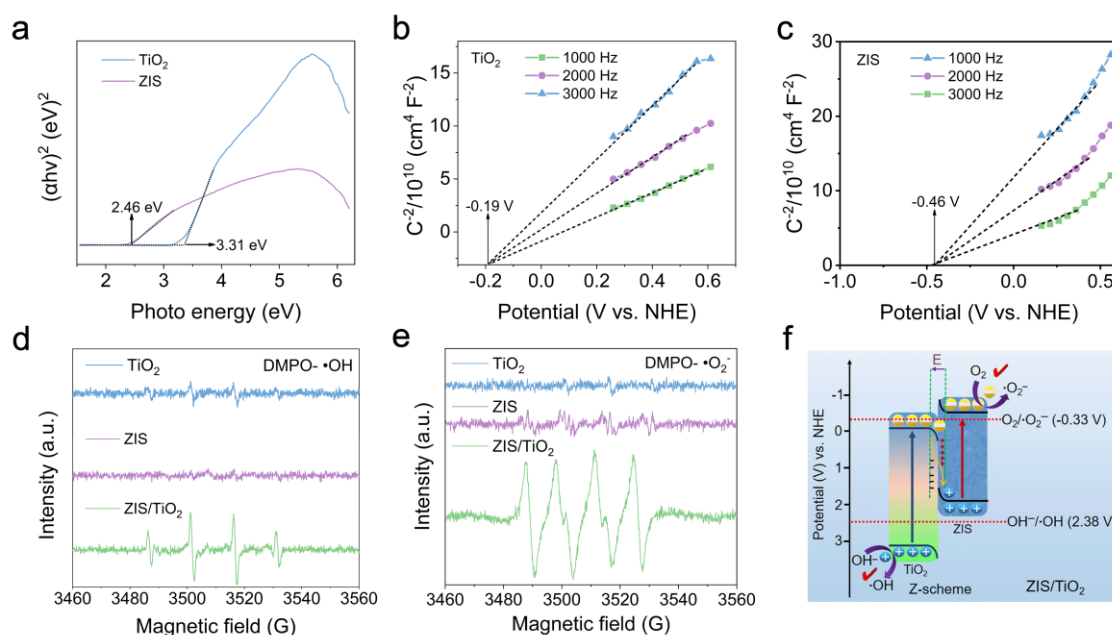 a
TiO₂
ZIS
(αhν)² (eV)²
2.46 eV
3.31 eV
2 3 4 5 6
Photo energy (eV)
b
TiO₂
1000 Hz
2000 Hz
3000 Hz
C⁻²/10¹⁰ (cm⁴ F⁻²)
15
10
5
0
-0.19 V
-0.2 0.0 0.2 0.4 0.6
Potential (V vs. NHE)
c
ZIS
1000 Hz
2000 Hz
3000 Hz
C⁻²/10¹⁰ (cm⁴ F⁻²)
30
20
10
0
-0.46 V
-1.0 -0.5 0.0 0.5
Potential (V vs. NHE)
d
TiO₂
DMPO- •OH
ZIS
ZIS/TiO₂
Intensity (a.u.)
3460 3480 3500 3520 3540 3560
Magnetic field (G)
e
TiO₂
DMPO- •O₂⁻
ZIS
ZIS/TiO₂
Intensity (a.u.)
3460 3480 3500 3520 3540 3560
Magnetic field (G)
f
E
O₂
·O₂⁻
O₂/·O₂⁻ (-0.33 V)
Potential (V) vs. NHE
-1
0
1
2
3
ZIS
OH⁻/·OH (2.38 V
OH⁻
·OH
TiO₂
Z-scheme
ZIS/TiO₂